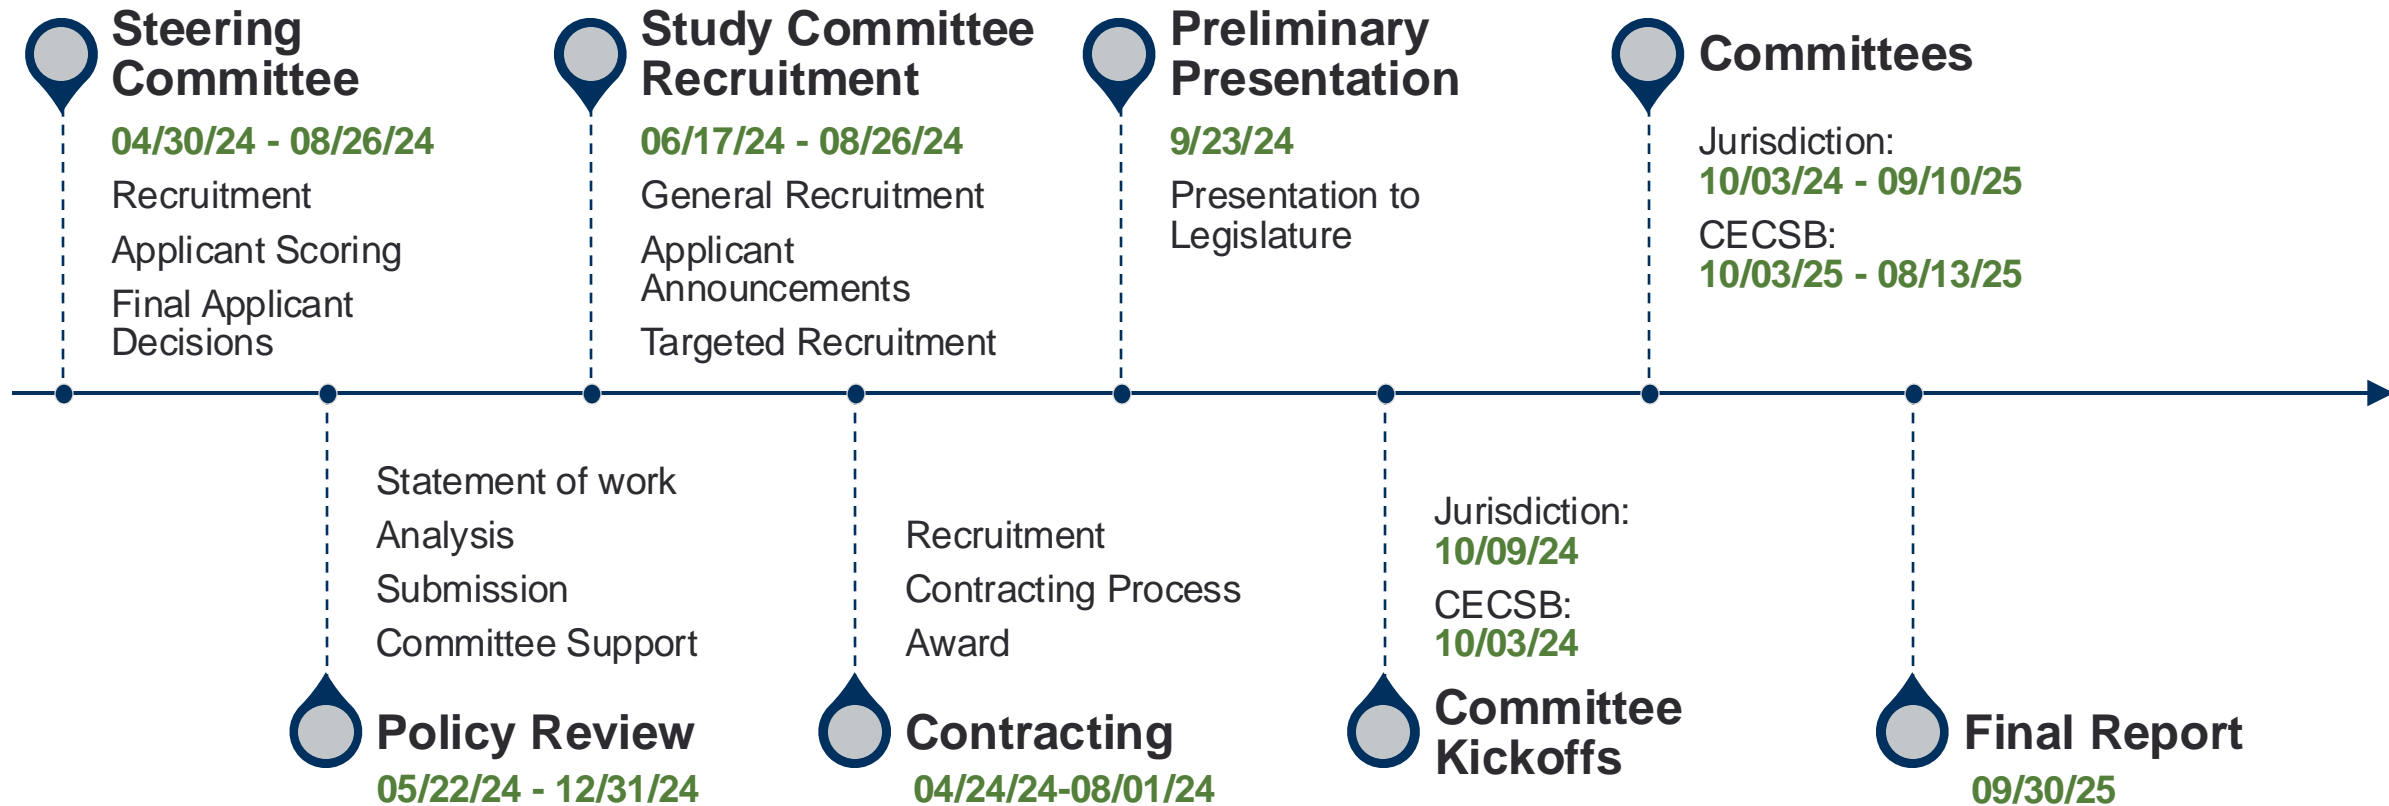 Steering
Committee
04/30/24 - 08/26/24
Recruitment
Applicant Scoring
Final Applicant
Decisions
Study Committee
Recruitment
06/17/24 - 08/26/24
General Recruitment
Applicant
Announcements
Targeted Recruitment
Preliminary
Presentation
9/23/24
Presentation to
Legislature
Committees
Jurisdiction:
10/03/24 - 09/10/25
CECSB:
10/03/25 - 08/13/25
Statement of work
Analysis
Submission
Committee Support
Policy Review
05/22/24 - 12/31/24
Recruitment
Contracting Process
Award
Contracting
04/24/24-08/01/24
Jurisdiction:
10/09/24
CECSB:
10/03/24
Committee
Kickoffs
Final Report
09/30/25